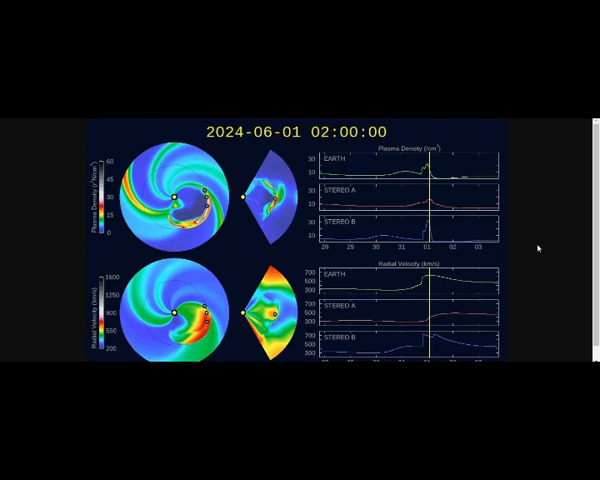 2024-06-01 02:00:00
Plasma Density (r²N/cm³)
60
45
30
15
0
Plasma Density (/cm³)
30
10
EARTH
30
10
STEREO A
30
10
STEREO B
28 29 30 31 01 02 03
Radial Velocity (km/s)
1600
1250
900
550
200
Radial Velocity (km/s)
700
500
300
EARTH
700
500
300
STEREO A
700
500
300
STEREO B